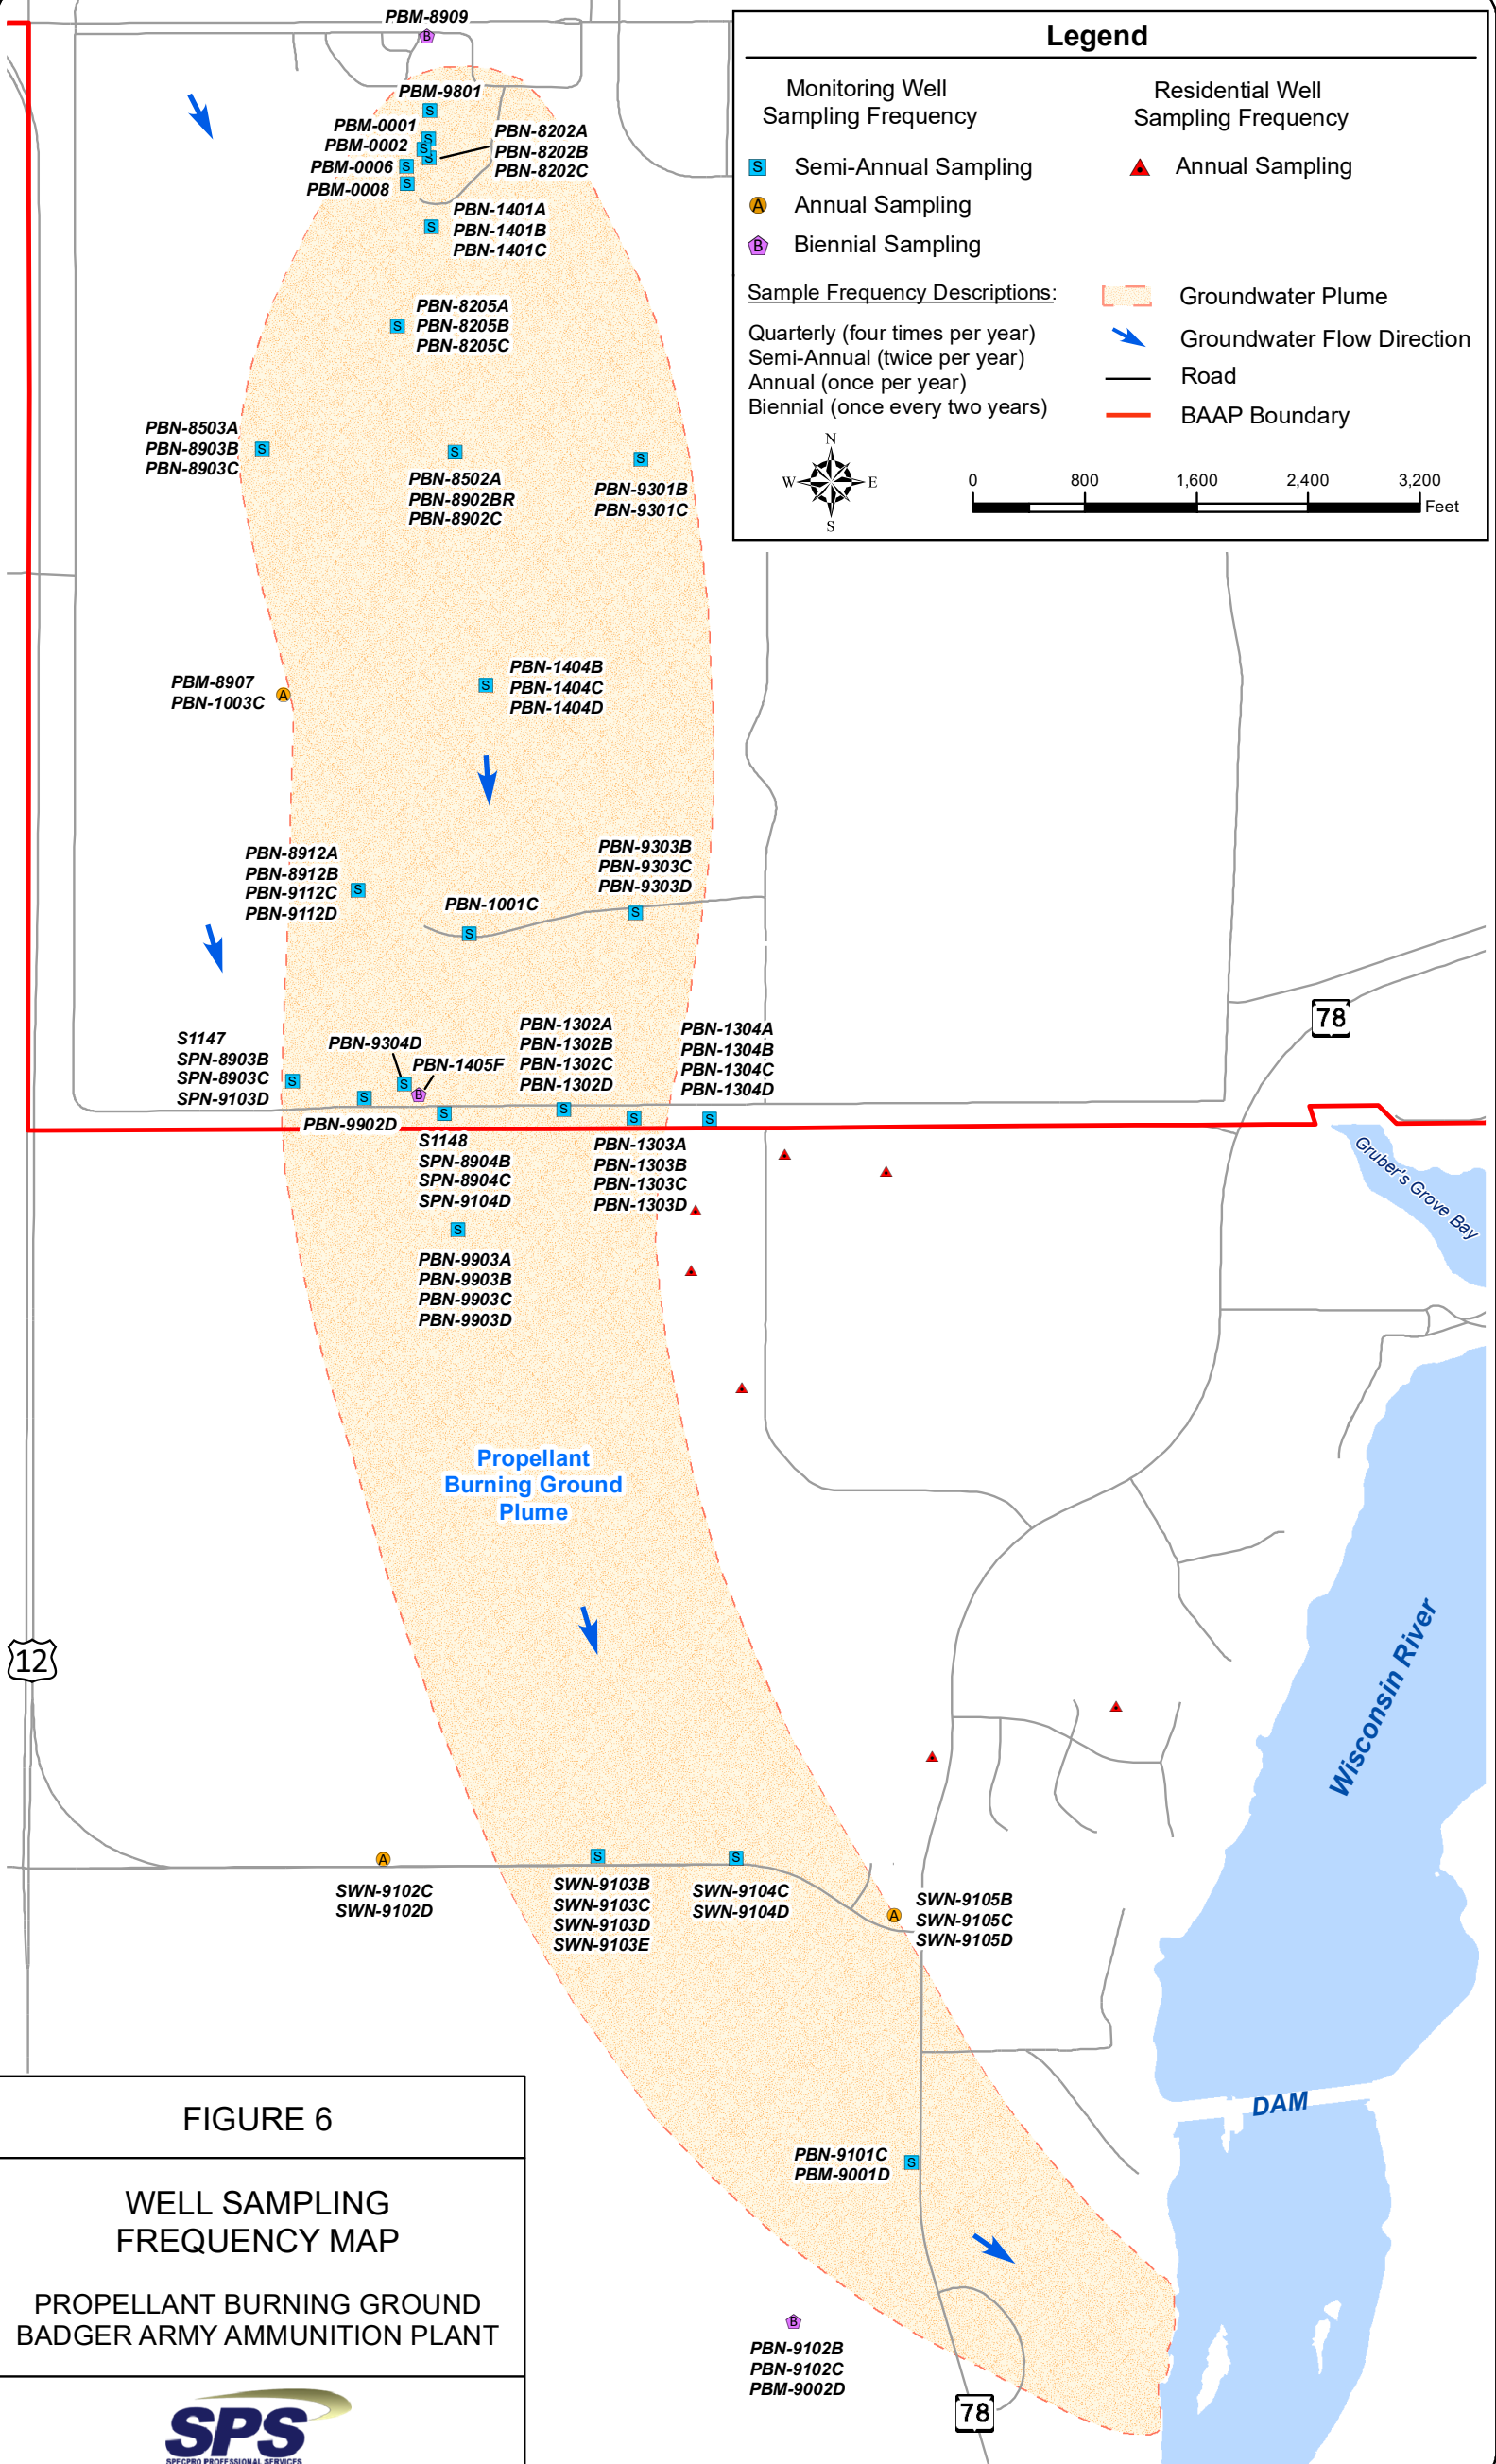 PBM-8909
B
Legend
Monitoring Well
Sampling Frequency
Residential Well
Sampling Frequency
S Semi-Annual Sampling
Annual Sampling
A Annual Sampling
B Biennial Sampling
Sample Frequency Descriptions:
Quarterly (four times per year)
Semi-Annual (twice per year)
Annual (once per year)
Biennial (once every two years)
Groundwater Plume
Groundwater Flow Direction
Road
BAAP Boundary
N
W E
S
0 800 1,600 2,400 3,200
Feet
PBM-9801
S
PBM-0001
S
PBM-0002
S
PBM-0006
S
PBM-0008
S
PBN-8202A
PBN-8202B
PBN-8202C
S
PBN-1401A
PBN-1401B
PBN-1401C
S
PBN-8205A
PBN-8205B
PBN-8205C
S
PBN-8503A
PBN-8903B
PBN-8903C
S
S
PBN-8502A
PBN-8902BR
PBN-8902C
S
PBN-9301B
PBN-9301C
PBM-8907
PBN-1003C
A
S
PBN-1404B
PBN-1404C
PBN-1404D
PBN-8912A
PBN-8912B
PBN-9112C
PBN-9112D
S
PBN-1001C
S
PBN-9303B
PBN-9303C
PBN-9303D
S
S1147
SPN-8903B
SPN-8903C
SPN-9103D
S
PBN-9304D
S
PBN-1405F
B
PBN-1302A
PBN-1302B
PBN-1302C
PBN-1302D
S
PBN-1304A
PBN-1304B
PBN-1304C
PBN-1304D
S
78
S
PBN-9902D
S
S1148
SPN-8904B
SPN-8904C
SPN-9104D
S
PBN-1303A
PBN-1303B
PBN-1303C
PBN-1303D
Gruber's Grove Bay
S
PBN-9903A
PBN-9903B
PBN-9903C
PBN-9903D
Propellant
Burning Ground
Plume
12
Wisconsin River
A
SWN-9102C
SWN-9102D
S
SWN-9103B
SWN-9103C
SWN-9103D
SWN-9103E
S
SWN-9104C
SWN-9104D
A
SWN-9105B
SWN-9105C
SWN-9105D
DAM
PBN-9101C
PBM-9001D
S
B
PBN-9102B
PBN-9102C
PBM-9002D
78
FIGURE 6
WELL SAMPLING
FREQUENCY MAP
PROPELLANT BURNING GROUND
BADGER ARMY AMMUNITION PLANT
SPS
SPECPRO PROFESSIONAL SERVICES